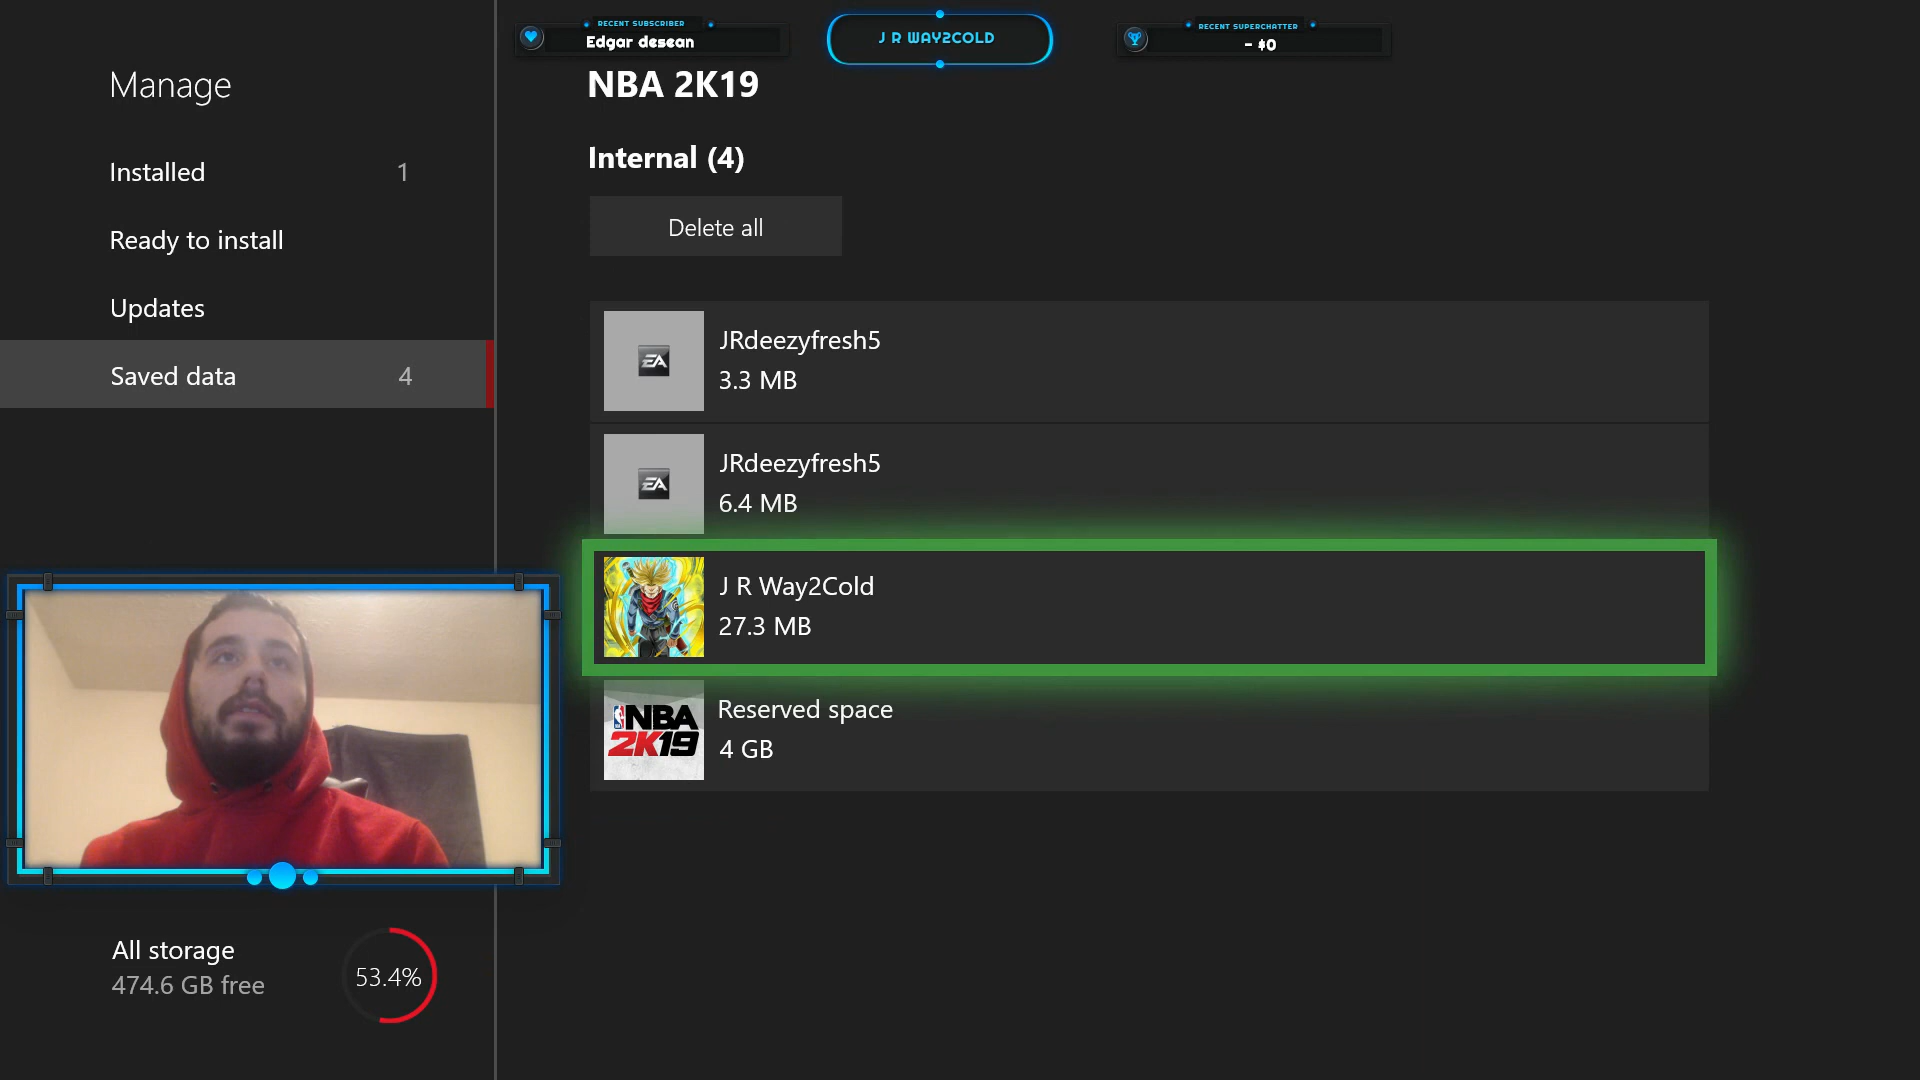 RECENT SUBSCRIBER
Edgar desean
J R WAY2COLD
RECENT SUPERCHATTER
- $0
Manage
Installed 1
Ready to install
Updates
Saved data 4
All storage
474.6 GB free
53.4%
NBA 2K19
Internal (4)
Delete all
EA
JRdeezyfresh5
3.3 MB
EA
JRdeezyfresh5
6.4 MB
J R Way2Cold
27.3 MB
NBA
2K19
Reserved space
4 GB